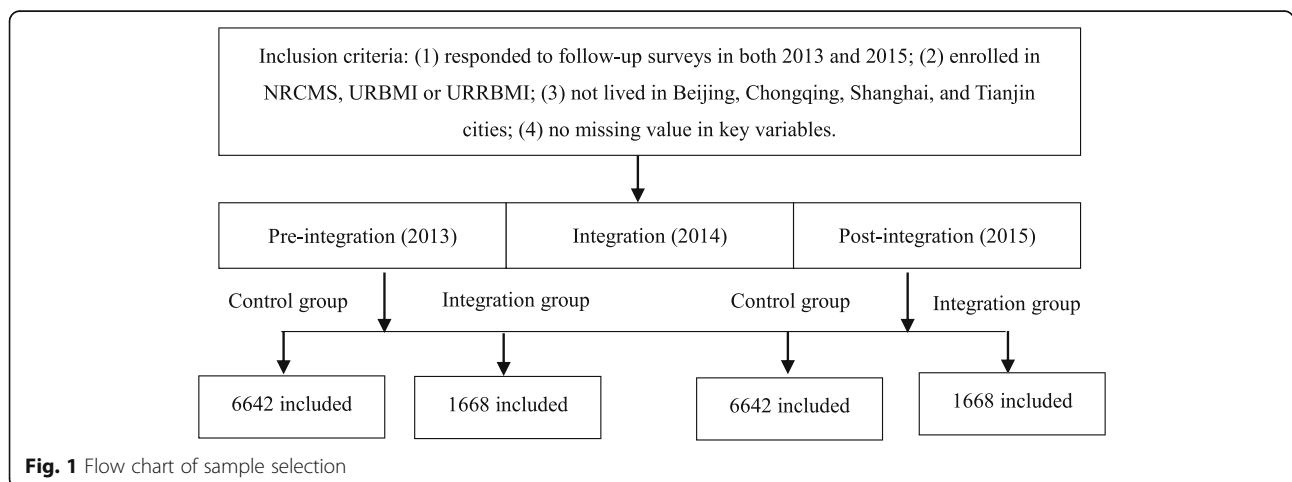 Inclusion criteria: (1) responded to follow-up surveys in both 2013 and 2015; (2) enrolled in
NRCMS, URBMI or URRBMI; (3) not lived in Beijing, Chongqing, Shanghai, and Tianjin
cities; (4) no missing value in key variables.
Pre-integration (2013)
Integration (2014)
Post-integration (2015)
Control group
Integration group
Control group
Integration group
6642 included
1668 included
6642 included
1668 included
Fig. 1 Flow chart of sample selection